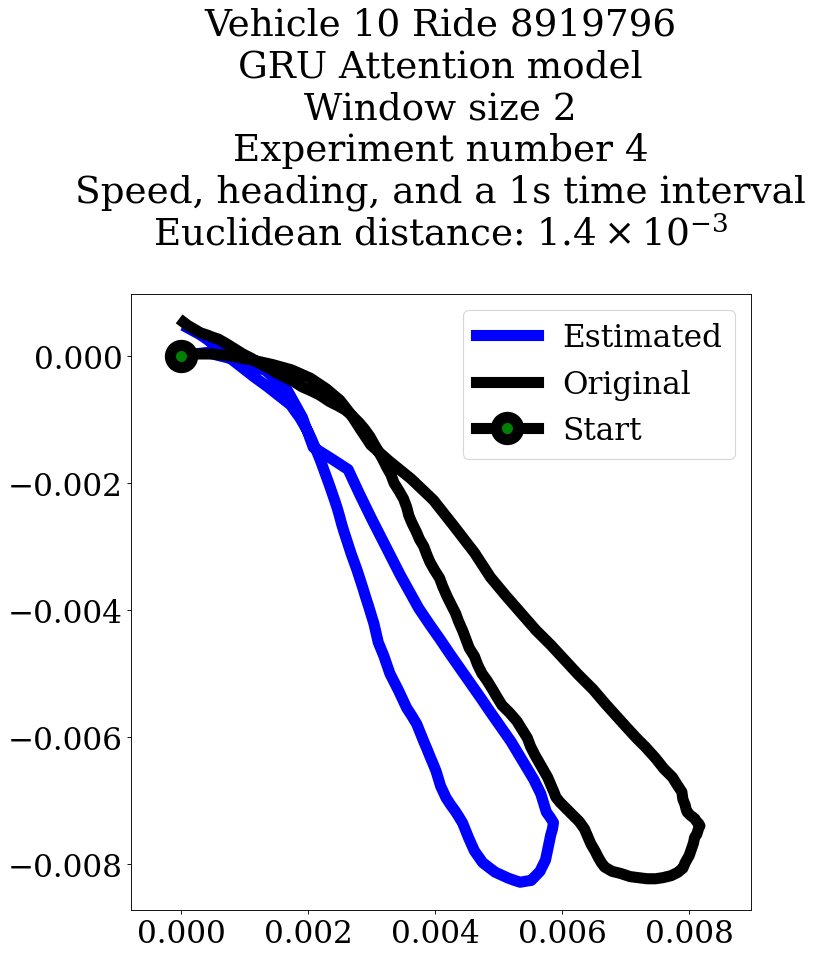 Vehicle 10 Ride 8919796
GRU Attention model
Window size 2
Experiment number 4
Speed, heading, and a 1s time interval
Euclidean distance: 1.4 × 10⁻³
Estimated
Original
Start
0.000
−0.002
−0.004
−0.006
−0.008
0.000 0.002 0.004 0.006 0.008